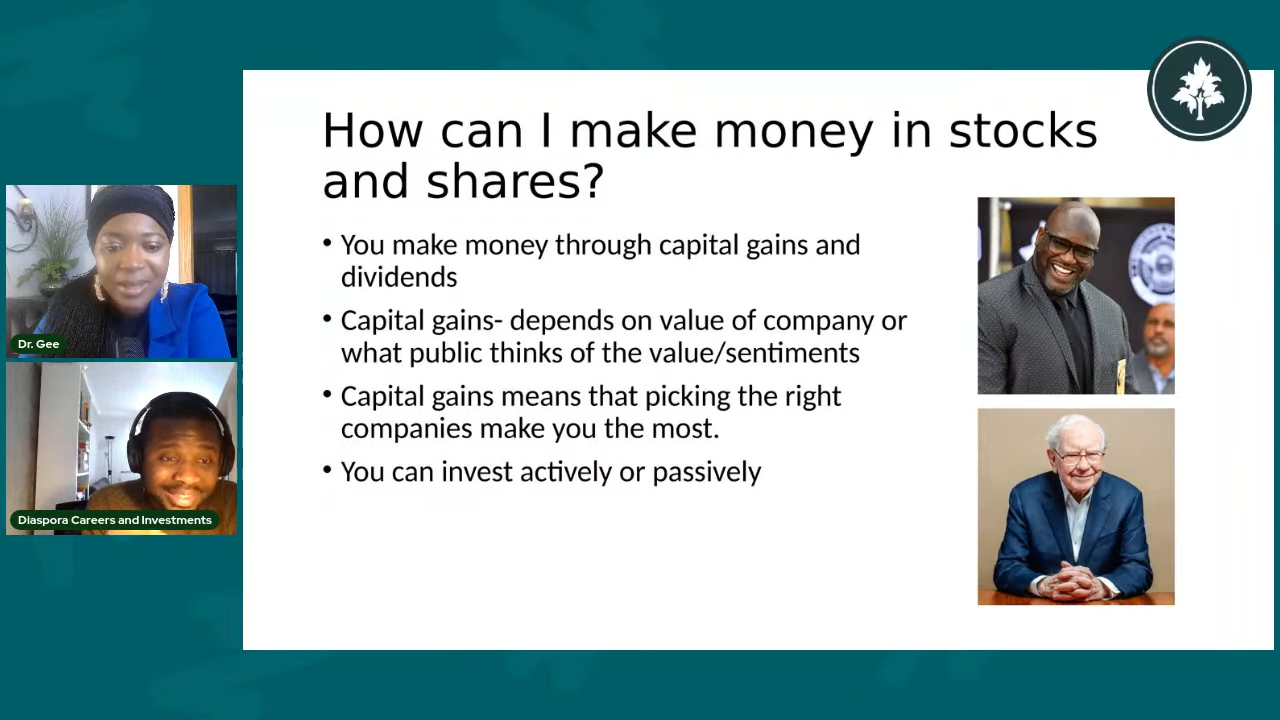 How can I make money in stocks
and shares?
• You make money through capital gains and
dividends
• Capital gains- depends on value of company or
what public thinks of the value/sentiments
• Capital gains means that picking the right
companies make you the most.
• You can invest actively or passively
Dr. Gee
Diaspora Careers and Investments